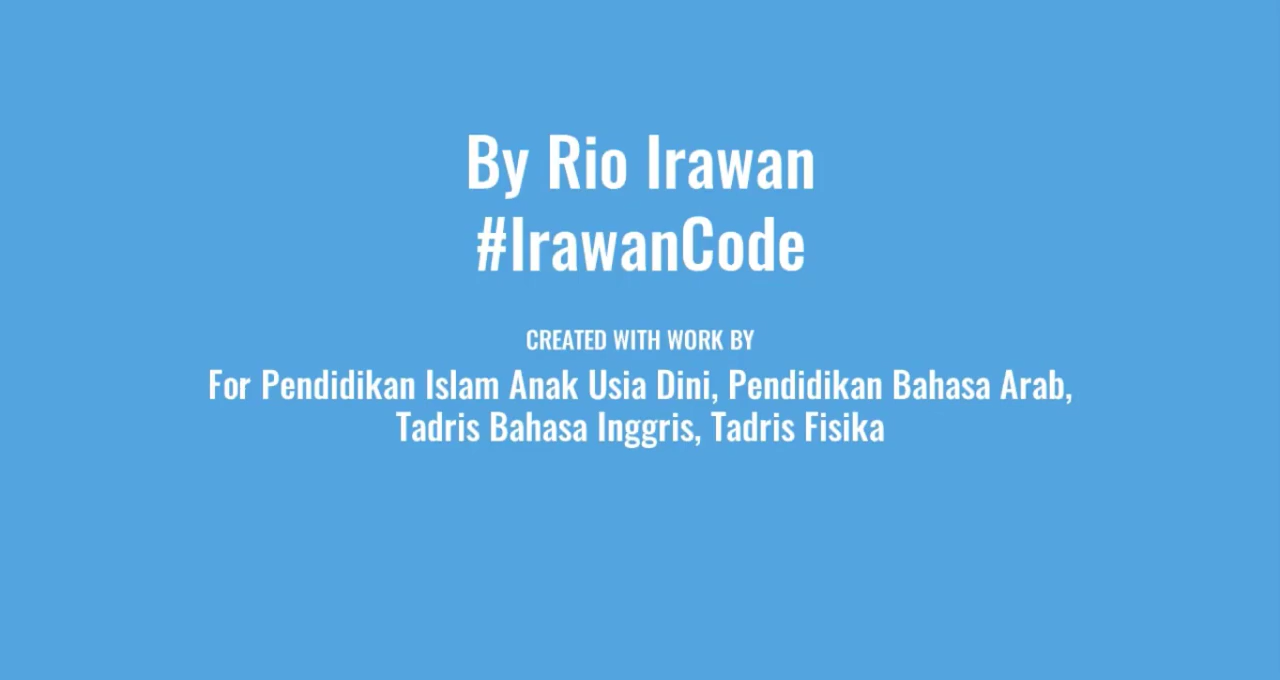 By Rio Irawan
#IrawanCode
CREATED WITH WORK BY
For Pendidikan Islam Anak Usia Dini, Pendidikan Bahasa Arab,
Tadris Bahasa Inggris, Tadris Fisika